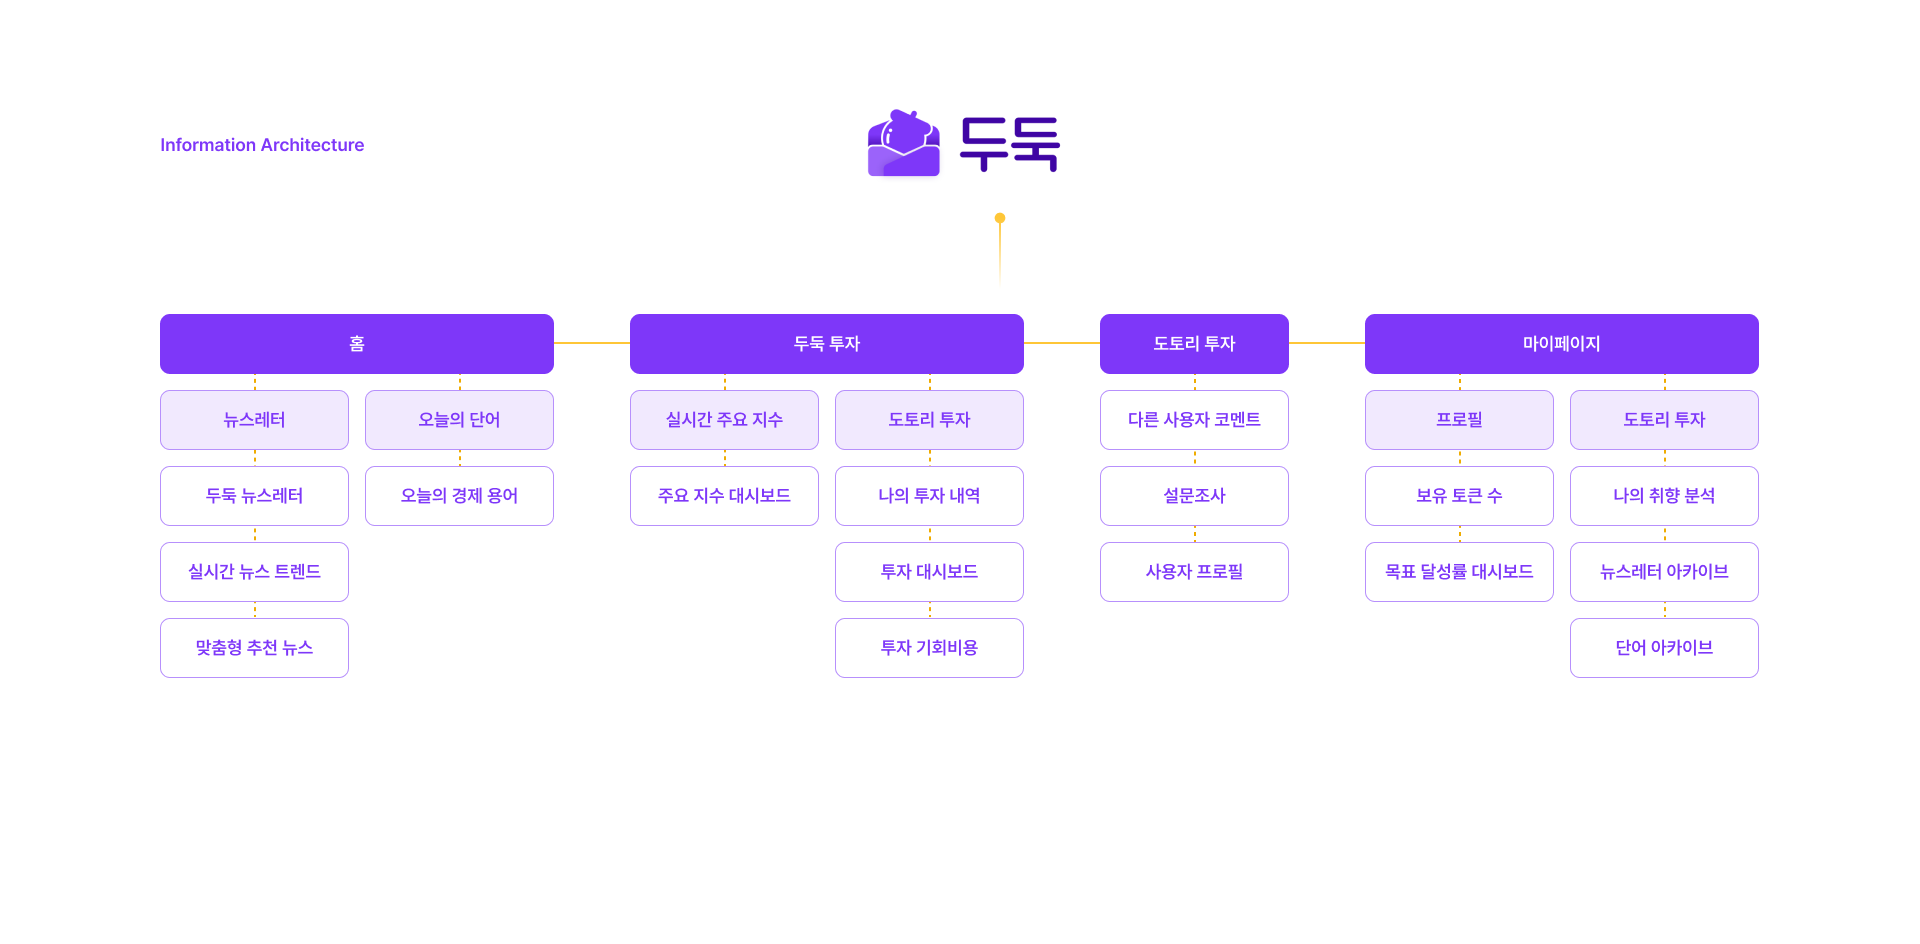 Information Architecture
두둑
홈
뉴스레터
두둑 뉴스레터
실시간 뉴스 트렌드
맞춤형 추천 뉴스
오늘의 단어
오늘의 경제 용어
두둑 투자
실시간 주요 지수
주요 지수 대시보드
도토리 투자
나의 투자 내역
투자 대시보드
투자 기회비용
도토리 투자
다른 사용자 코멘트
설문조사
사용자 프로필
마이페이지
프로필
보유 토큰 수
목표 달성률 대시보드
도토리 투자
나의 취향 분석
뉴스레터 아카이브
단어 아카이브